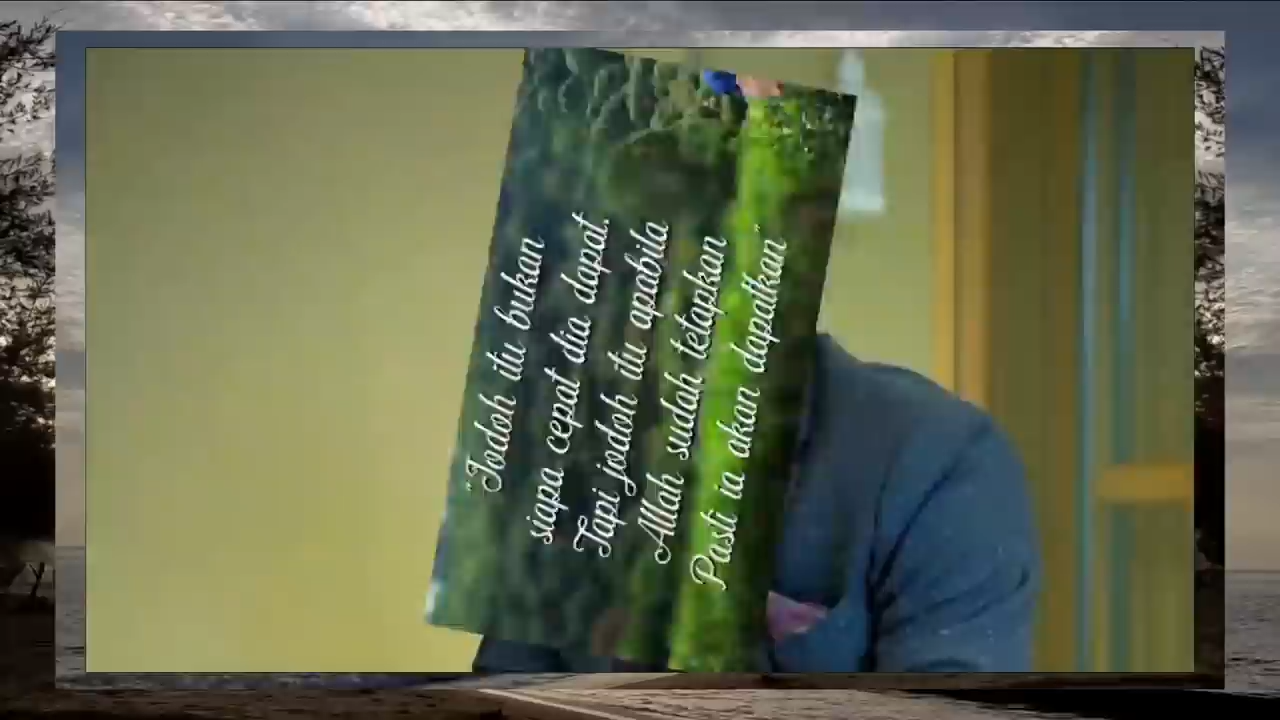 "Jodoh itu bukan
siapa cepat dia dapat.
Tapi jodoh itu apabila
Allah sudah tetapkan
Pasti ia akan dapatkan"